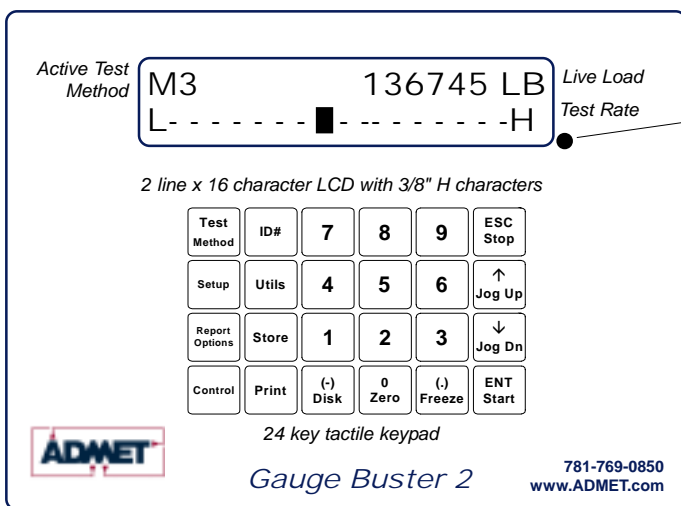 Active Test
Method
M3 136745 LB
L- - - - - - - - █ - -- - - - - - -H
Live Load
Test Rate
2 line x 16 character LCD with 3/8" H characters
Test
Method
ID#
7
8
9
ESC
Stop
Setup
Utils
4
5
6
↑
Jog Up
Report
Options
Store
1
2
3
↓
Jog Dn
Control
Print
(-)
Disk
0
Zero
(.)
Freeze
ENT
Start
24 key tactile keypad
ADMET
Gauge Buster 2
781-769-0850
www.ADMET.com